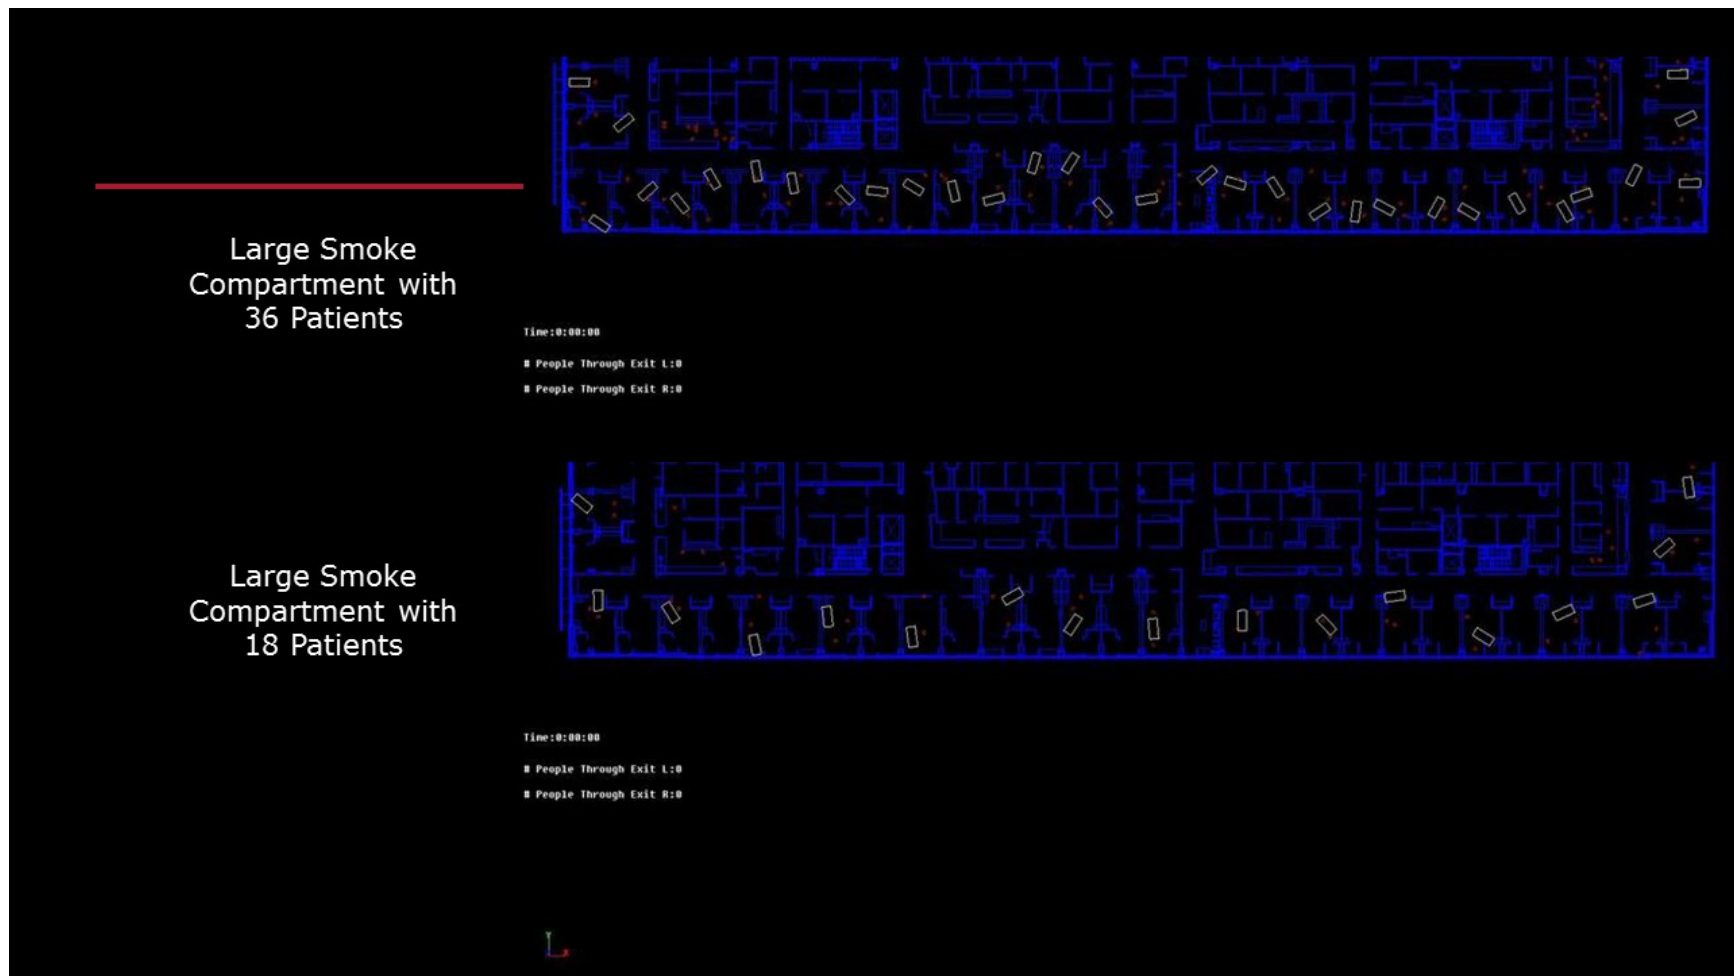 Large Smoke
Compartment with
36 Patients
Time:0:00:00
# People Through Exit L:0
# People Through Exit R:0
Large Smoke
Compartment with
18 Patients
Time:0:00:00
# People Through Exit L:0
# People Through Exit R:0